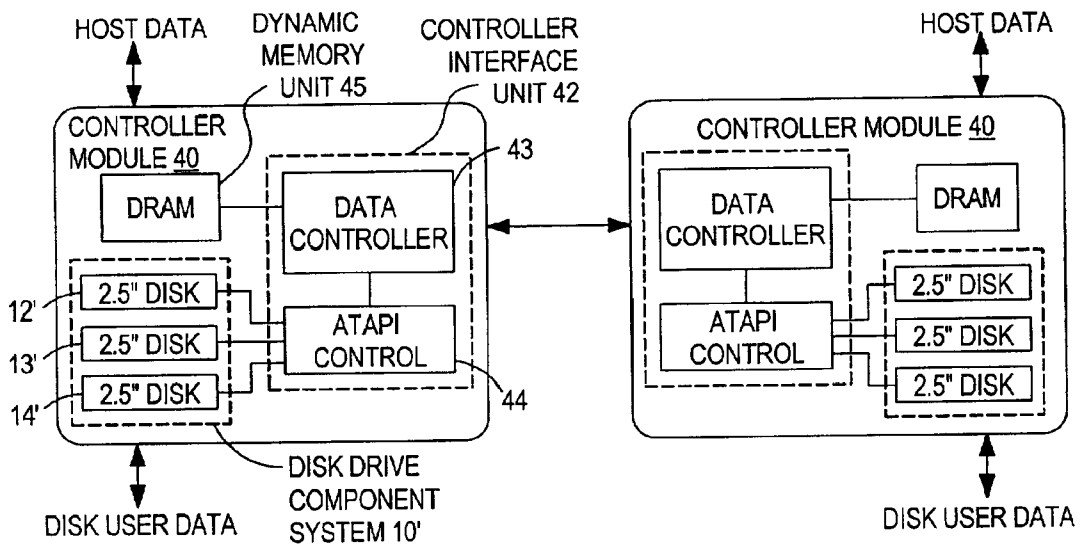 HOST DATA
DYNAMIC
MEMORY
UNIT 45
CONTROLLER
INTERFACE
UNIT 42
HOST DATA
CONTROLLER
MODULE 40
DRAM
DATA
CONTROLLER
43
2.5" DISK
2.5" DISK
2.5" DISK
12'
13'
14'
ATAPI
CONTROL
44
DISK USER DATA
DISK DRIVE
COMPONENT
SYSTEM 10'
CONTROLLER MODULE 40
DATA
CONTROLLER
DRAM
ATAPI
CONTROL
2.5" DISK
2.5" DISK
2.5" DISK
DISK USER DATA